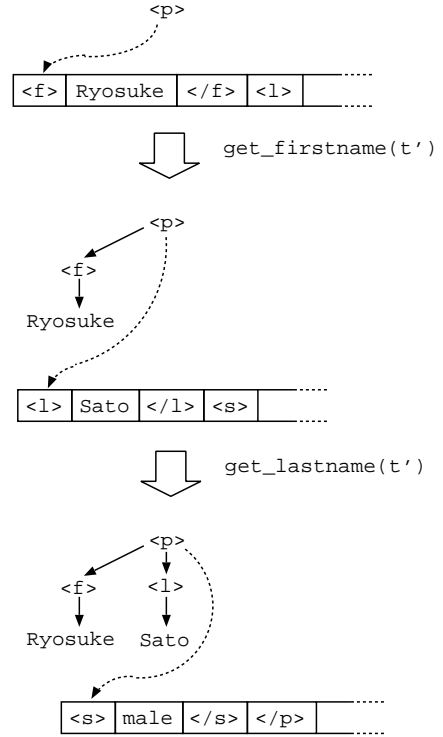 <p>
<f> Ryosuke </f> <l>
get_firstname(t’)
<p>
<f>
Ryosuke
<l> Sato </l> <s>
get_lastname(t’)
<p>
<f> <l>
Ryosuke Sato
<s> male </s> </p>